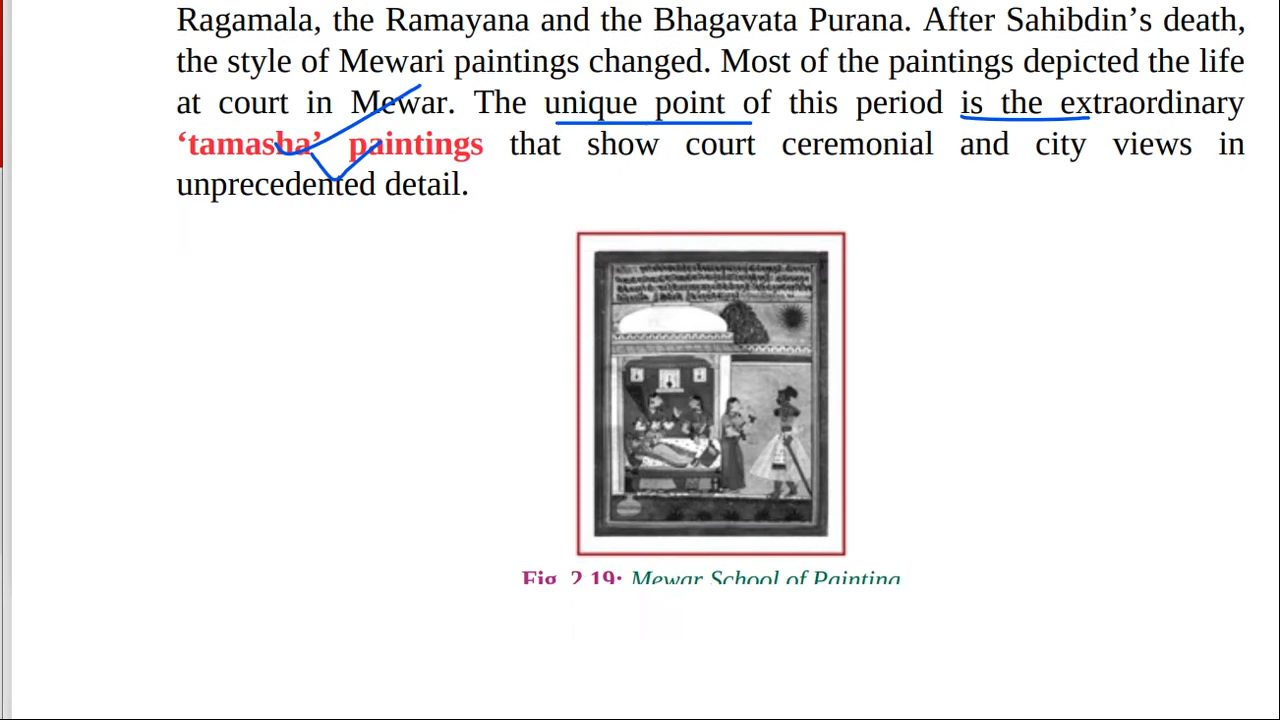 Ragamala, the Ramayana and the Bhagavata Purana. After Sahibdin’s death,
the style of Mewari paintings changed. Most of the paintings depicted the life
at court in Mewar. The unique point of this period is the extraordinary
‘tamasha’ paintings that show court ceremonial and city views in
unprecedented detail.
Fig. 2.19: Mewar School of Painting